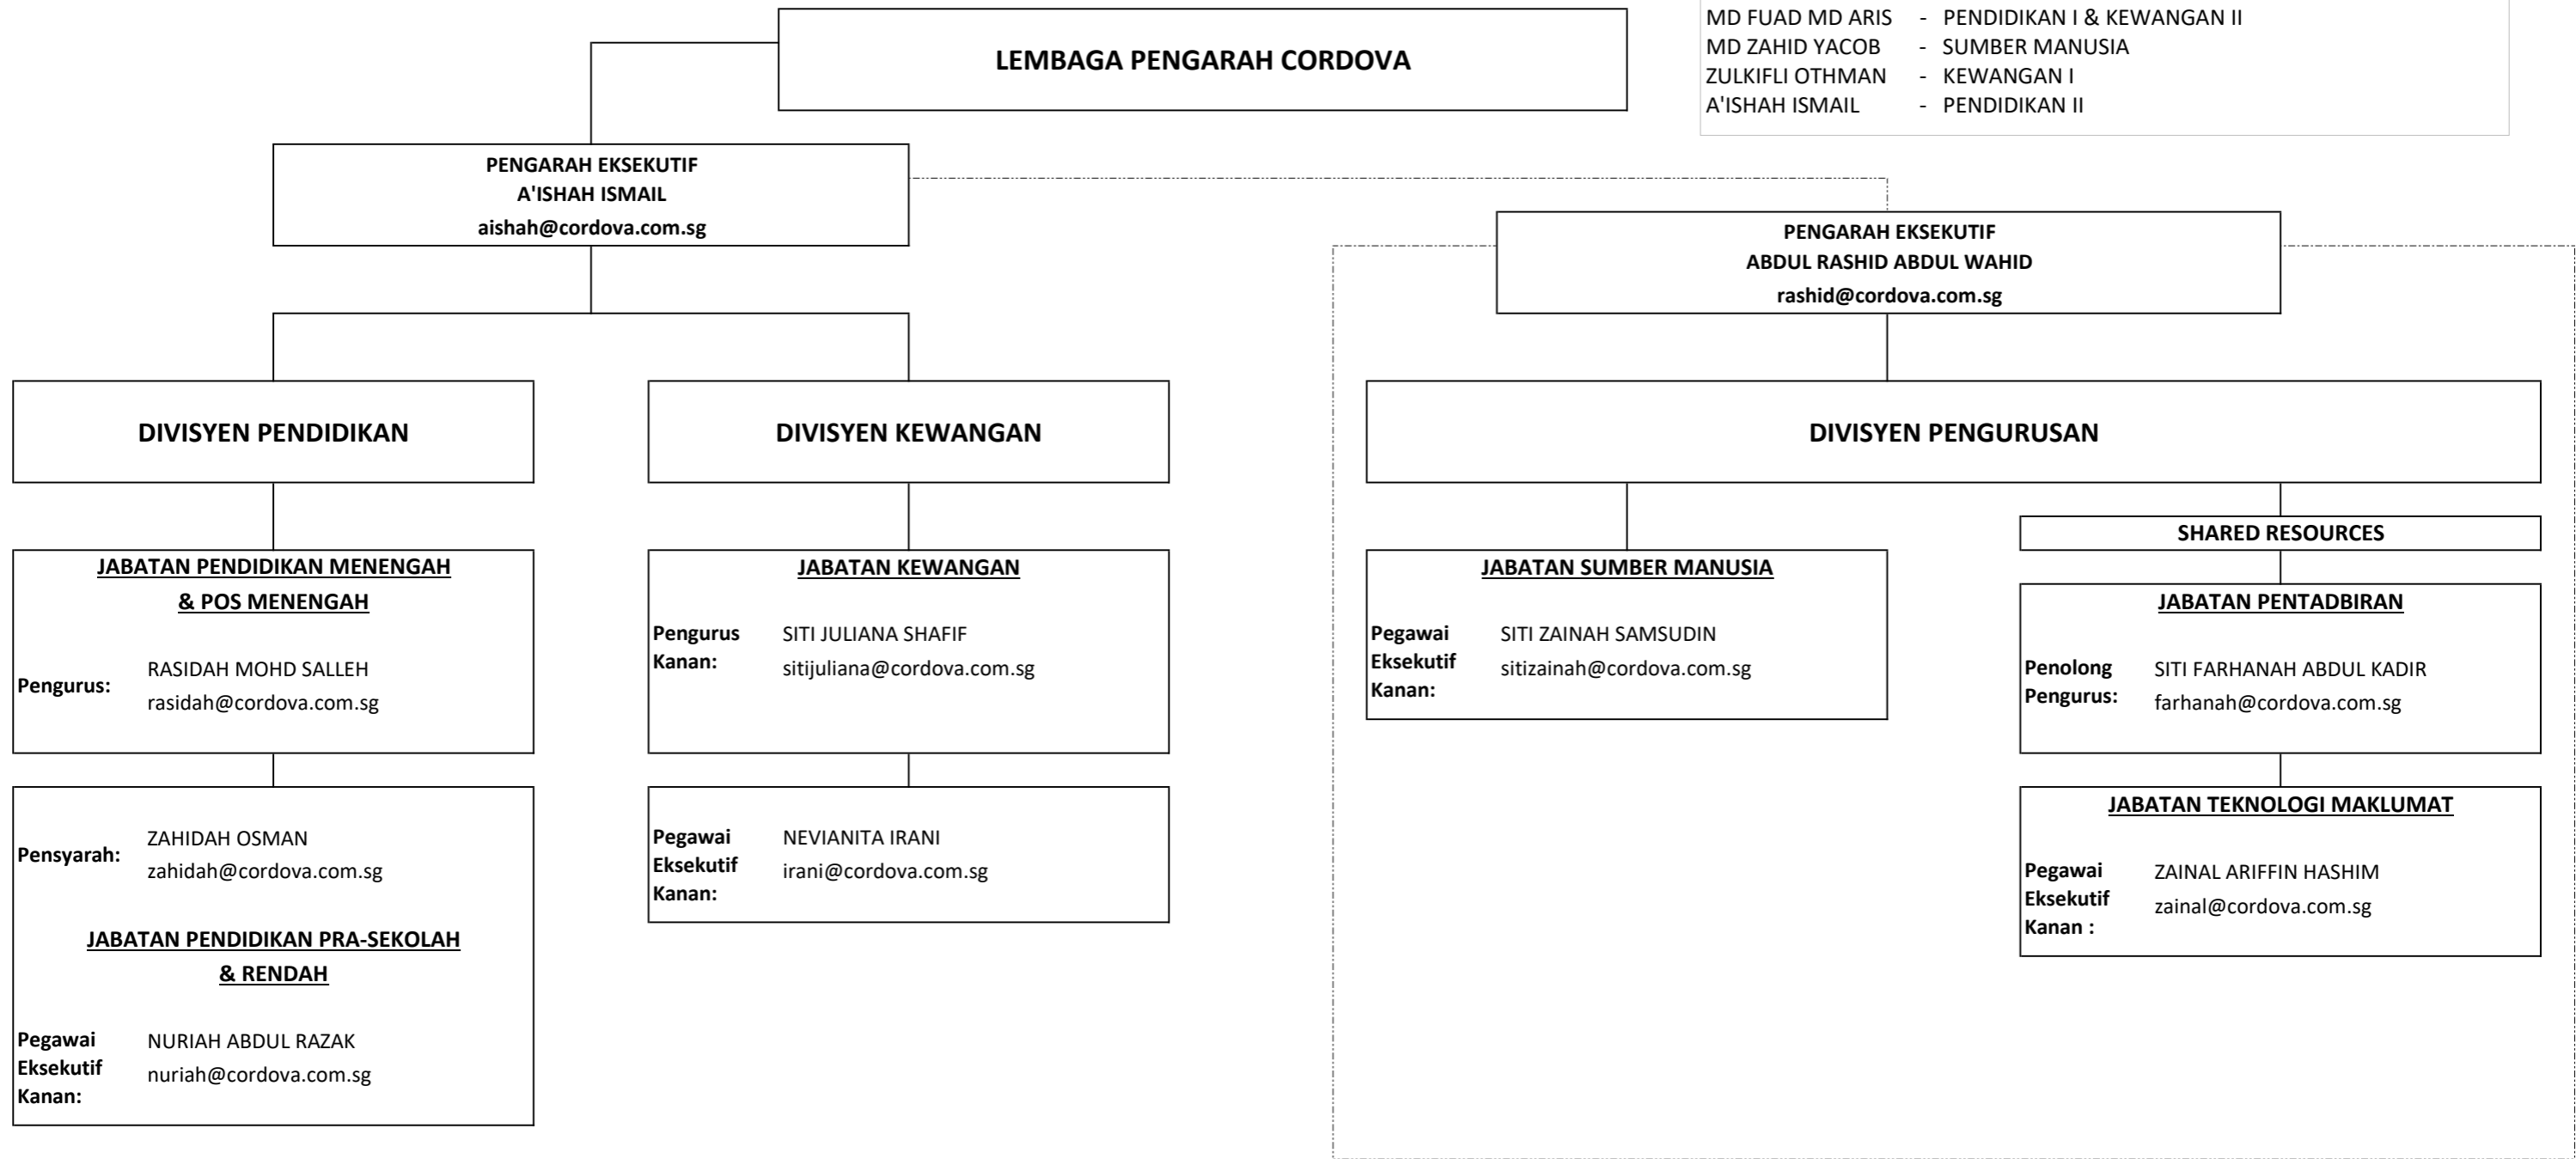 MD FUAD MD ARIS - PENDIDIKAN I & KEWANGAN II
MD ZAHID YACOB - SUMBER MANUSIA
ZULKIFLI OTHMAN - KEWANGAN I
A'ISHAH ISMAIL - PENDIDIKAN II
LEMBAGA PENGARAH CORDOVA
PENGARAH EKSEKUTIF
A'ISHAH ISMAIL
aishah@cordova.com.sg
PENGARAH EKSEKUTIF
ABDUL RASHID ABDUL WAHID
rashid@cordova.com.sg
DIVISYEN PENDIDIKAN
DIVISYEN KEWANGAN
DIVISYEN PENGURUSAN
JABATAN PENDIDIKAN MENENGAH
& POS MENENGAH
Pengurus:
RASIDAH MOHD SALLEH
rasidah@cordova.com.sg
Pensyarah:
ZAHIDAH OSMAN
zahidah@cordova.com.sg
JABATAN PENDIDIKAN PRA-SEKOLAH
& RENDAH
Pegawai
Eksekutif
Kanan:
NURIAH ABDUL RAZAK
nuriah@cordova.com.sg
JABATAN KEWANGAN
Pengurus
Kanan:
SITI JULIANA SHAFIF
sitijuliana@cordova.com.sg
Pegawai
Eksekutif
Kanan:
NEVIANITA IRANI
irani@cordova.com.sg
JABATAN SUMBER MANUSIA
Pegawai
Eksekutif
Kanan:
SITI ZAINAH SAMSUDIN
sitizainah@cordova.com.sg
SHARED RESOURCES
JABATAN PENTADBIRAN
Penolong
Pengurus:
SITI FARHANAH ABDUL KADIR
farhanah@cordova.com.sg
JABATAN TEKNOLOGI MAKLUMAT
Pegawai
Eksekutif
Kanan :
ZAINAL ARIFFIN HASHIM
zainal@cordova.com.sg